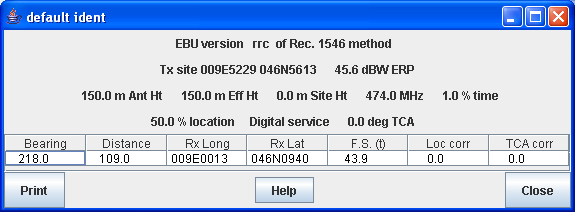 default ident
EBU version rrc of Rec. 1546 method
Tx site 009E5229 046N5613 45.6 dBW ERP
150.0 m Ant Ht 150.0 m Eff Ht 0.0 m Site Ht 474.0 MHz 1.0 % time
50.0 % location Digital service 0.0 deg TCA
Bearing Distance Rx Long Rx Lat F.S. (t) Loc corr TCA corr
218.0 109.0 009E0013 046N0940 43.9 0.0 0.0
Print Help Close